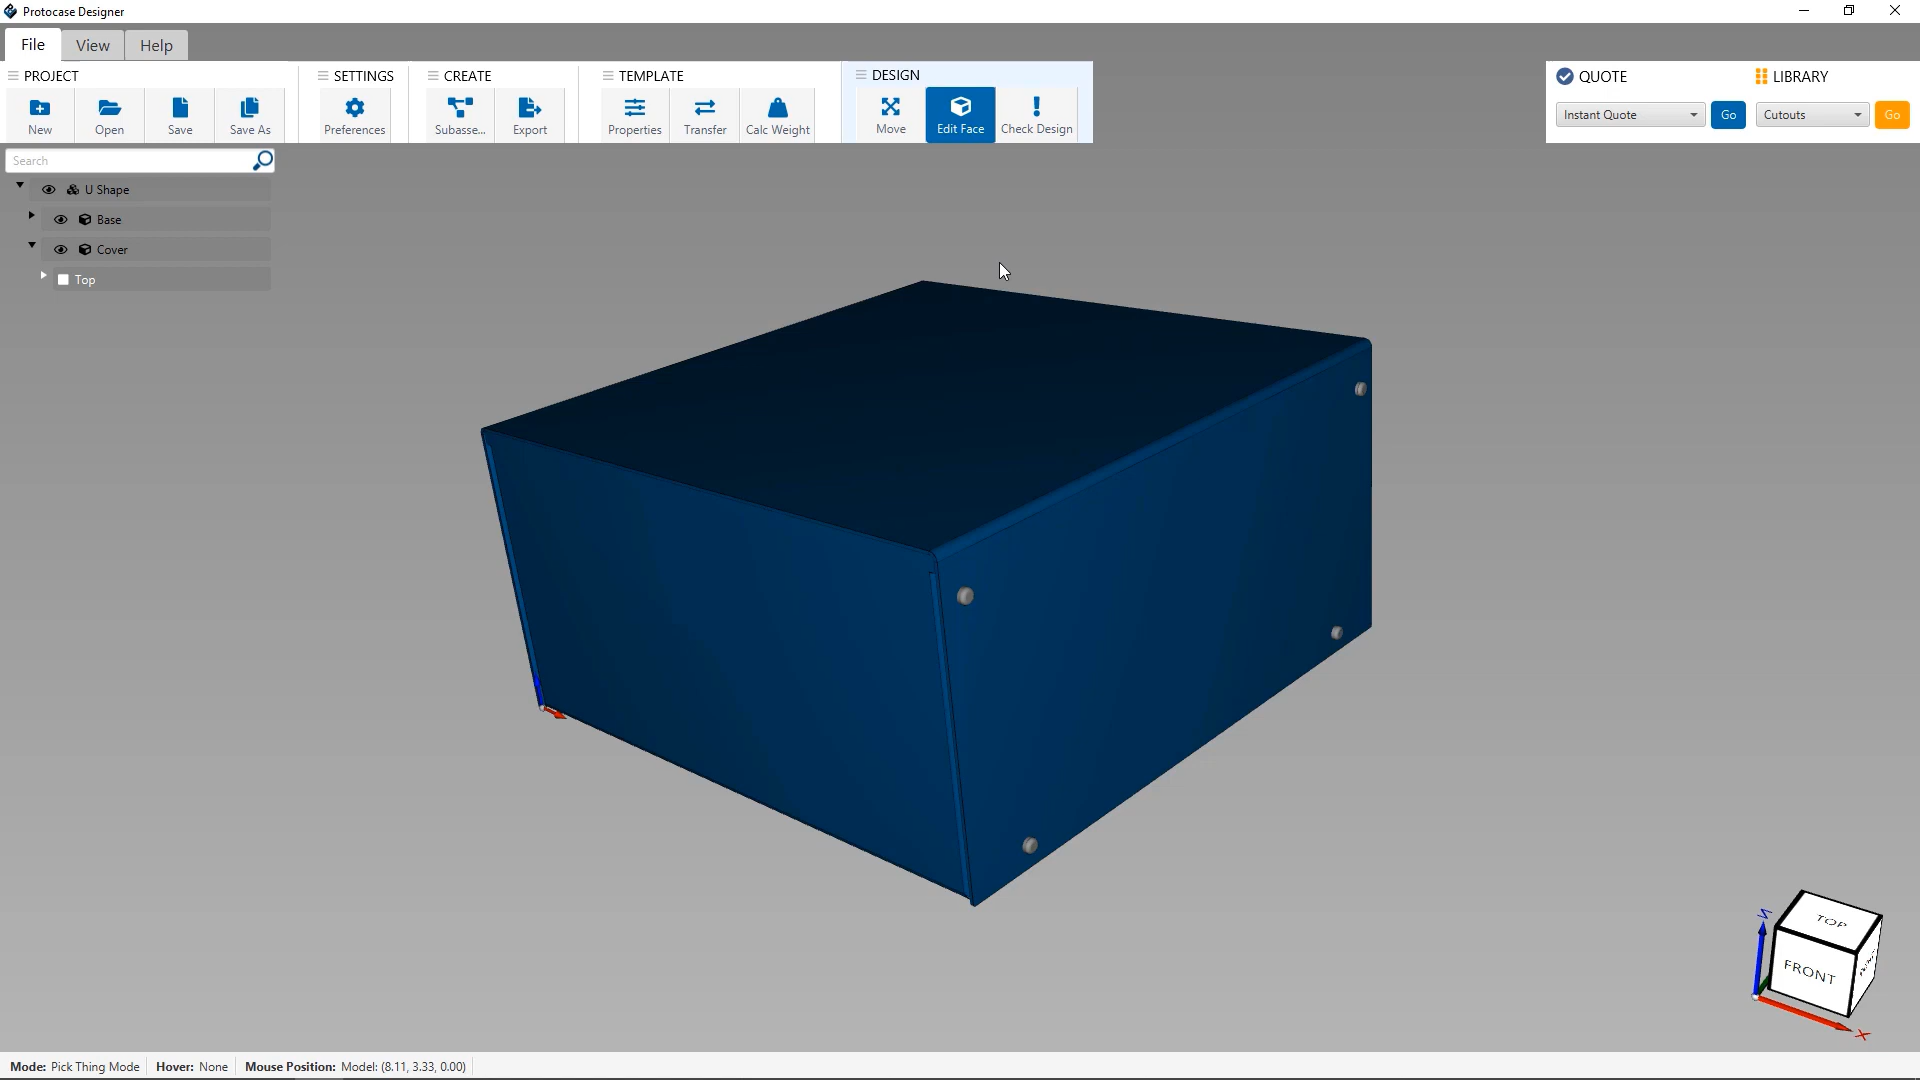 Protocase Designer
File View Help
PROJECT SETTINGS CREATE TEMPLATE DESIGN QUOTE LIBRARY
New Open Save Save As Preferences Subasse... Export Properties Transfer Calc Weight Move Edit Face Check Design
Instant Quote Go Cutouts Go
Search
U Shape
Base
Cover
Top
TOP
FRONT
Z
X
Mode: Pick Thing Mode Hover: None Mouse Position: Model: (8.11, 3.33, 0.00)